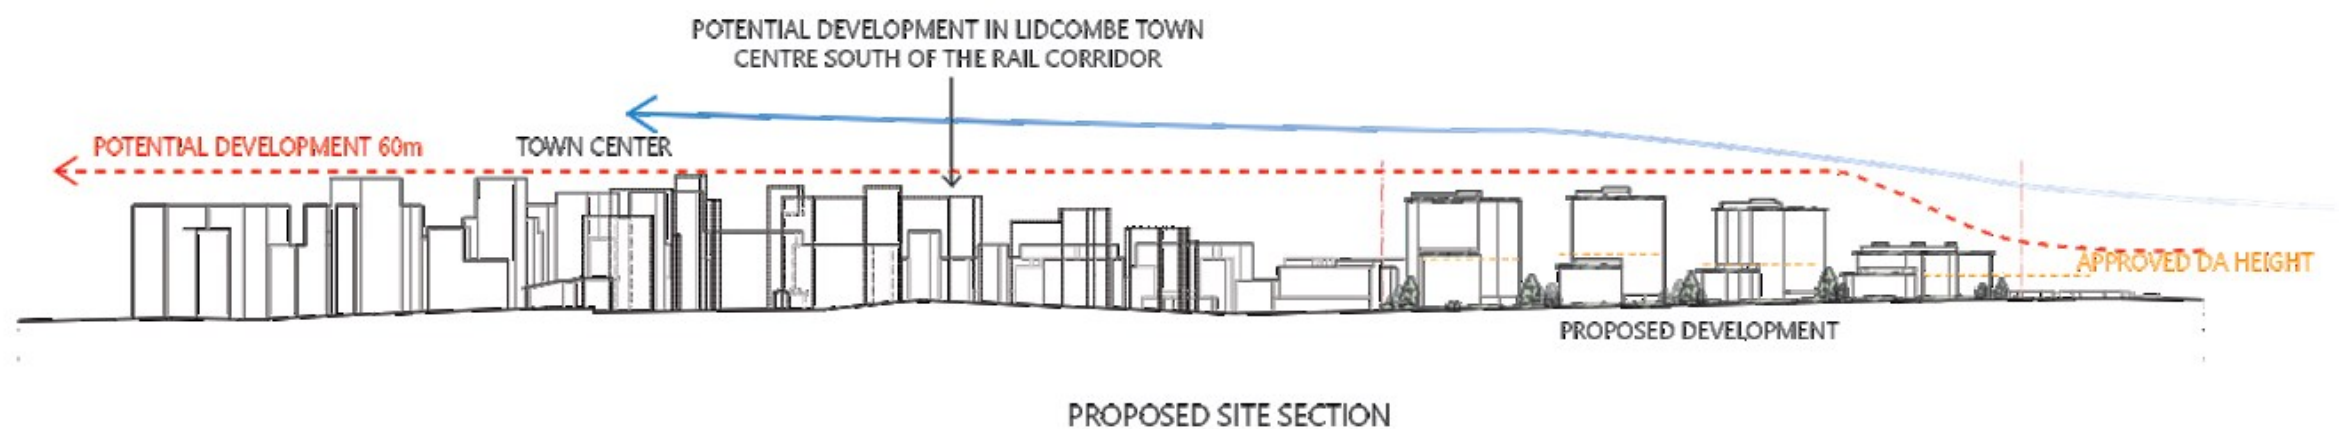 POTENTIAL DEVELOPMENT IN LIDCOMBE TOWN
CENTRE SOUTH OF THE RAIL CORRIDOR
POTENTIAL DEVELOPMENT 60m
TOWN CENTER
APPROVED DA HEIGHT
PROPOSED DEVELOPMENT
PROPOSED SITE SECTION